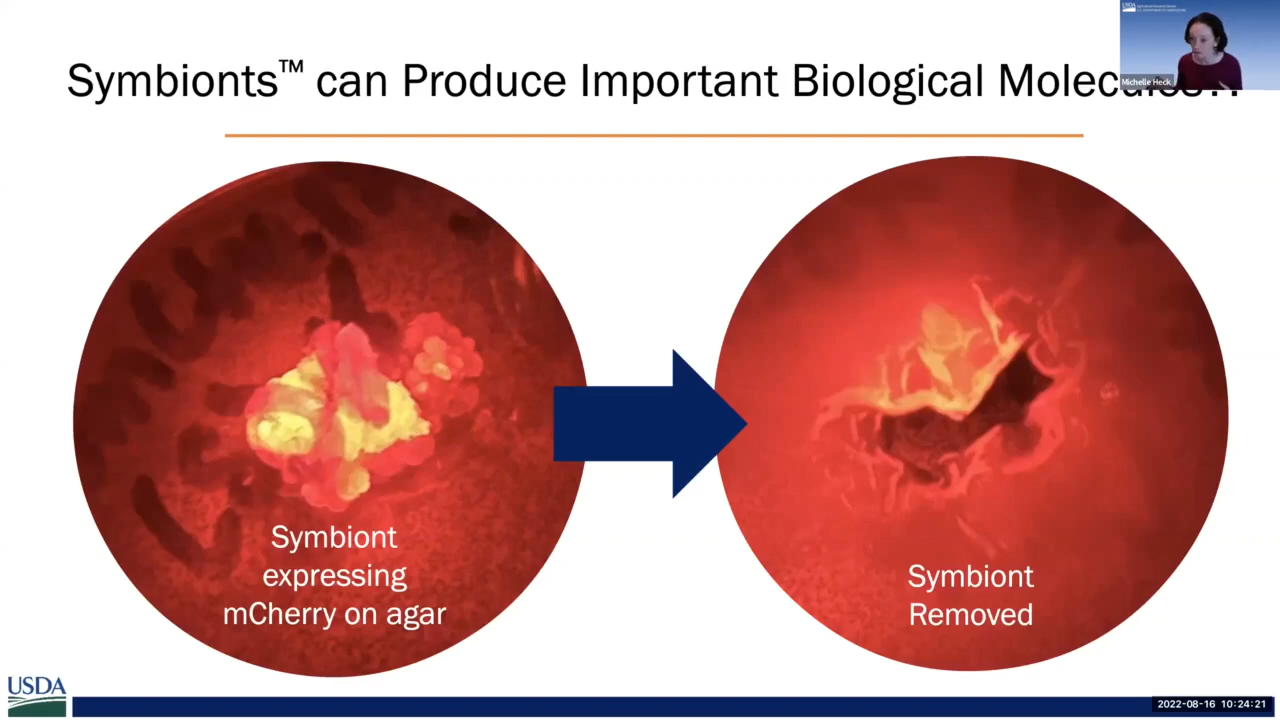 Symbionts™ can Produce Important Biological
Michelle Heck
USDA
Symbiont
expressing
mCherry on agar
Symbiont
Removed
USDA
2022-08-16 10:24:21